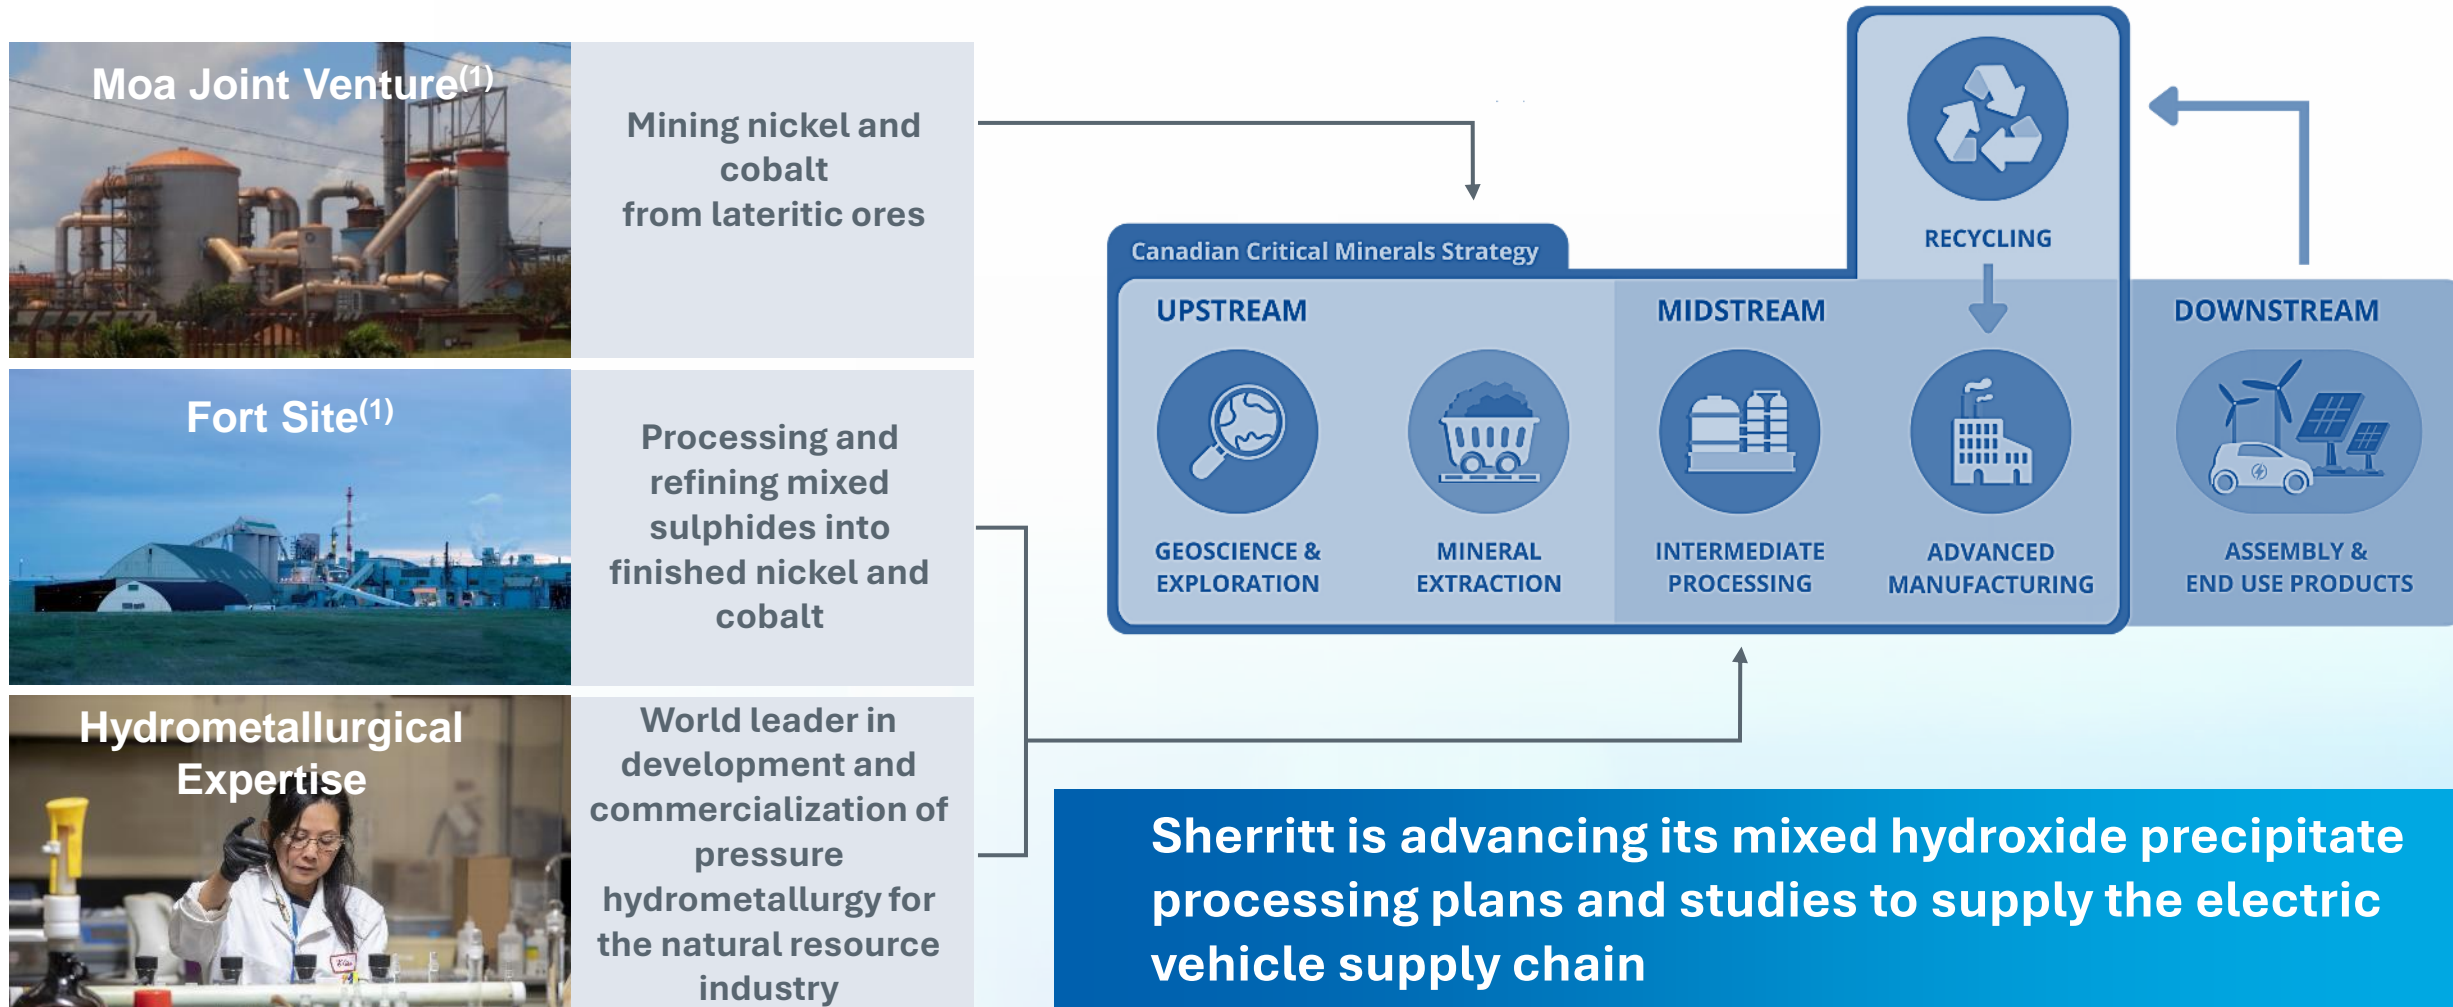 Moa Joint Venture(1)
Mining nickel and
cobalt
from lateritic ores
Fort Site(1)
Processing and
refining mixed
sulphides into
finished nickel and
cobalt
Hydrometallurgical
Expertise
World leader in
development and
commercialization of
pressure
hydrometallurgy for
the natural resource
industry
Canadian Critical Minerals Strategy
RECYCLING
UPSTREAM
MIDSTREAM
DOWNSTREAM
GEOSCIENCE &
EXPLORATION
MINERAL
EXTRACTION
INTERMEDIATE
PROCESSING
ADVANCED
MANUFACTURING
ASSEMBLY &
END USE PRODUCTS
Sherritt is advancing its mixed hydroxide precipitate
processing plans and studies to supply the electric
vehicle supply chain